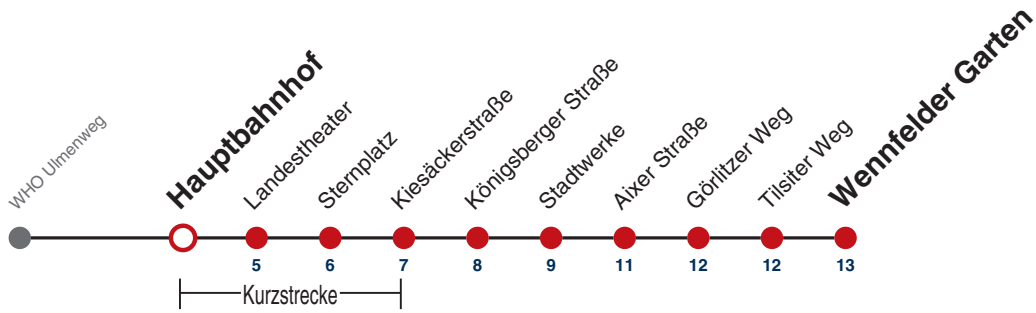 WHO Ulmenweg
Hauptbahnhof
Landestheater
Sternplatz
Kiesäckerstraße
Königsberger Straße
Stadtwerke
Aixer Straße
Görlitzer Weg
Tilsiter Weg
Wennfelder Garten
5 6 7 8 9 11 12 12 13
Kurzstrecke